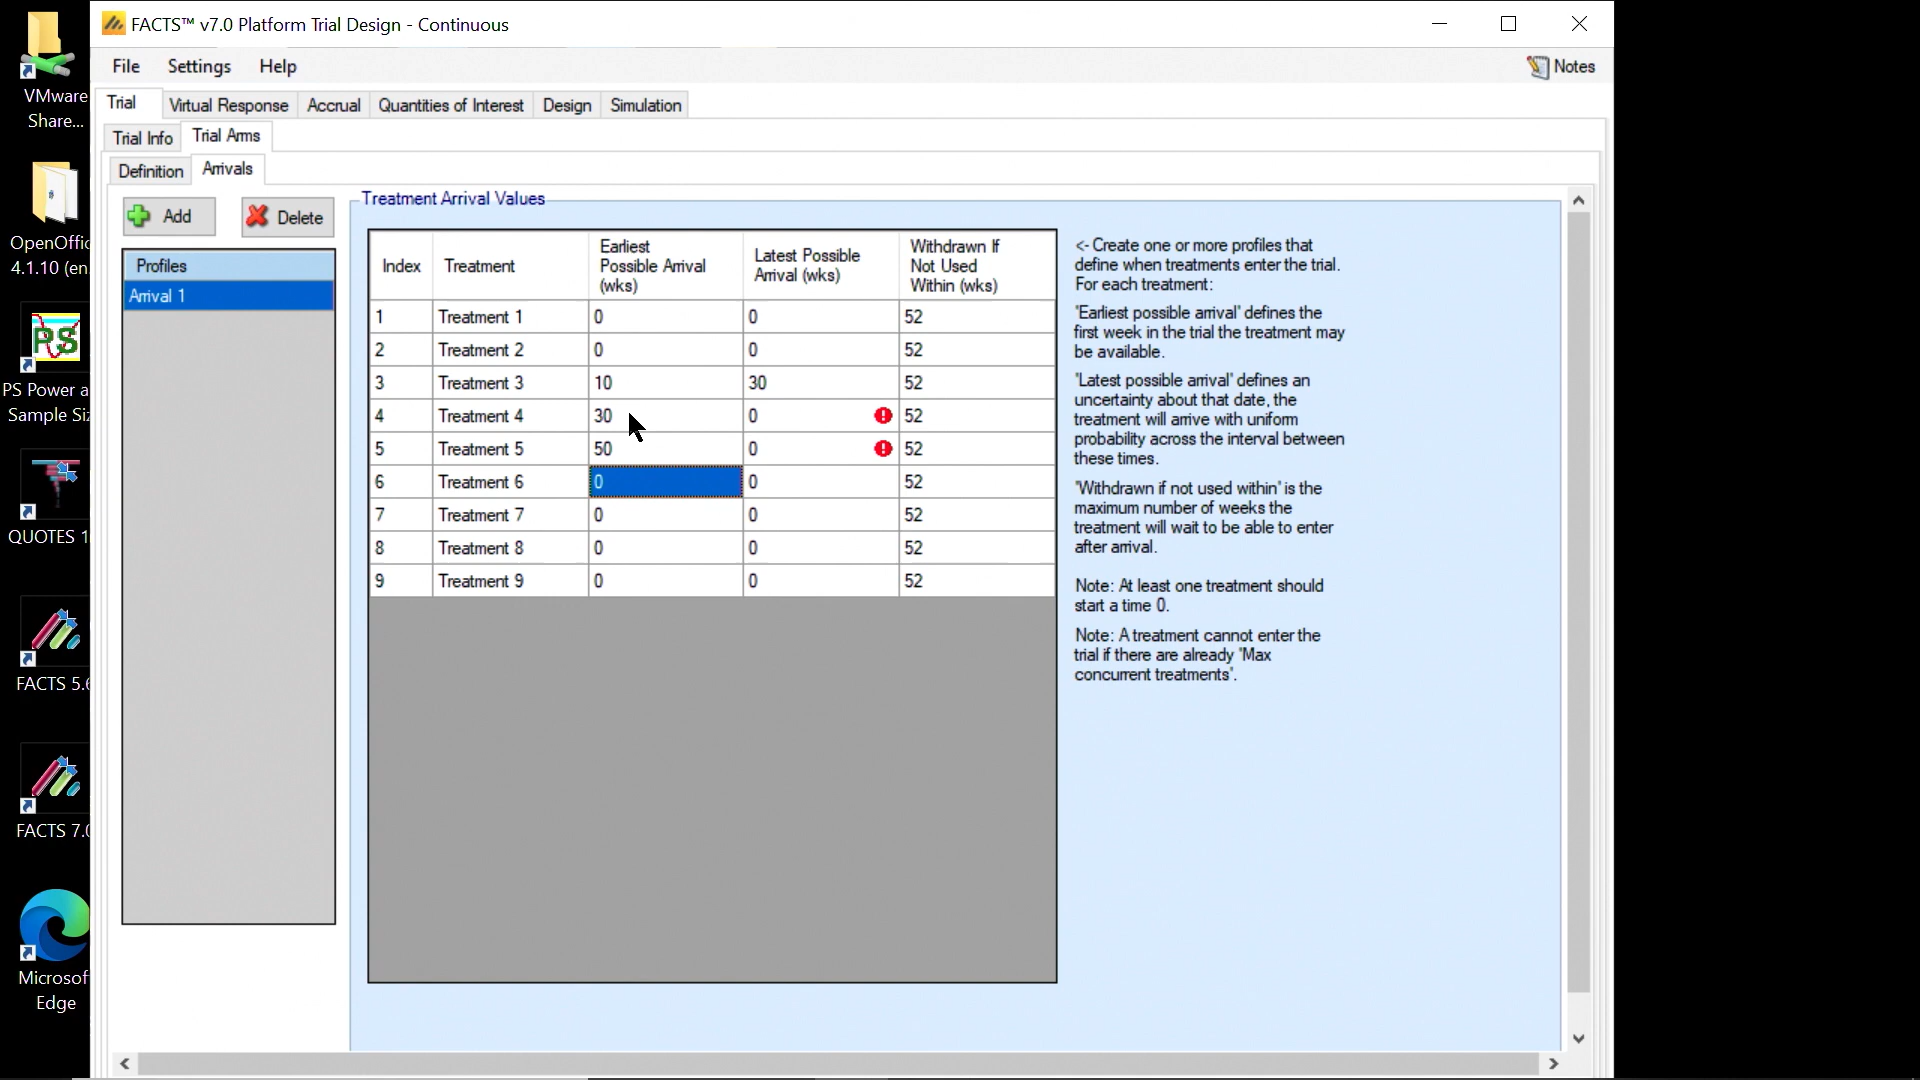 FACTS™ v7.0 Platform Trial Design - Continuous
File Settings Help Notes
Trial Virtual Response Accrual Quantities of Interest Design Simulation
Trial Info Trial Arms
Definition Arrivals
Add Delete
Profiles
Arrival 1
Treatment Arrival Values
Index Treatment Earliest Possible Arrival (wks) Latest Possible Arrival (wks) Withdrawn If Not Used Within (wks)
1 Treatment 1 0 0 52
2 Treatment 2 0 0 52
3 Treatment 3 10 30 52
4 Treatment 4 30 0 52
5 Treatment 5 50 0 52
6 Treatment 6 0 0 52
7 Treatment 7 0 0 52
8 Treatment 8 0 0 52
9 Treatment 9 0 0 52
<- Create one or more profiles that
define when treatments enter the trial.
For each treatment:
'Earliest possible arrival' defines the
first week in the trial the treatment may
be available.
'Latest possible arrival' defines an
uncertainty about that date, the
treatment will arrive with uniform
probability across the interval between
these times.
'Withdrawn if not used within' is the
maximum number of weeks the
treatment will wait to be able to enter
after arrival.
Note: At least one treatment should
start a time 0.
Note: A treatment cannot enter the
trial if there are already 'Max
concurrent treatments'.
VMware
Share...
OpenOffic
4.1.10 (en.
PS
PS Power a
Sample Siz
QUOTES 1
FACTS 5.6
FACTS 7.0
Microsof
Edge